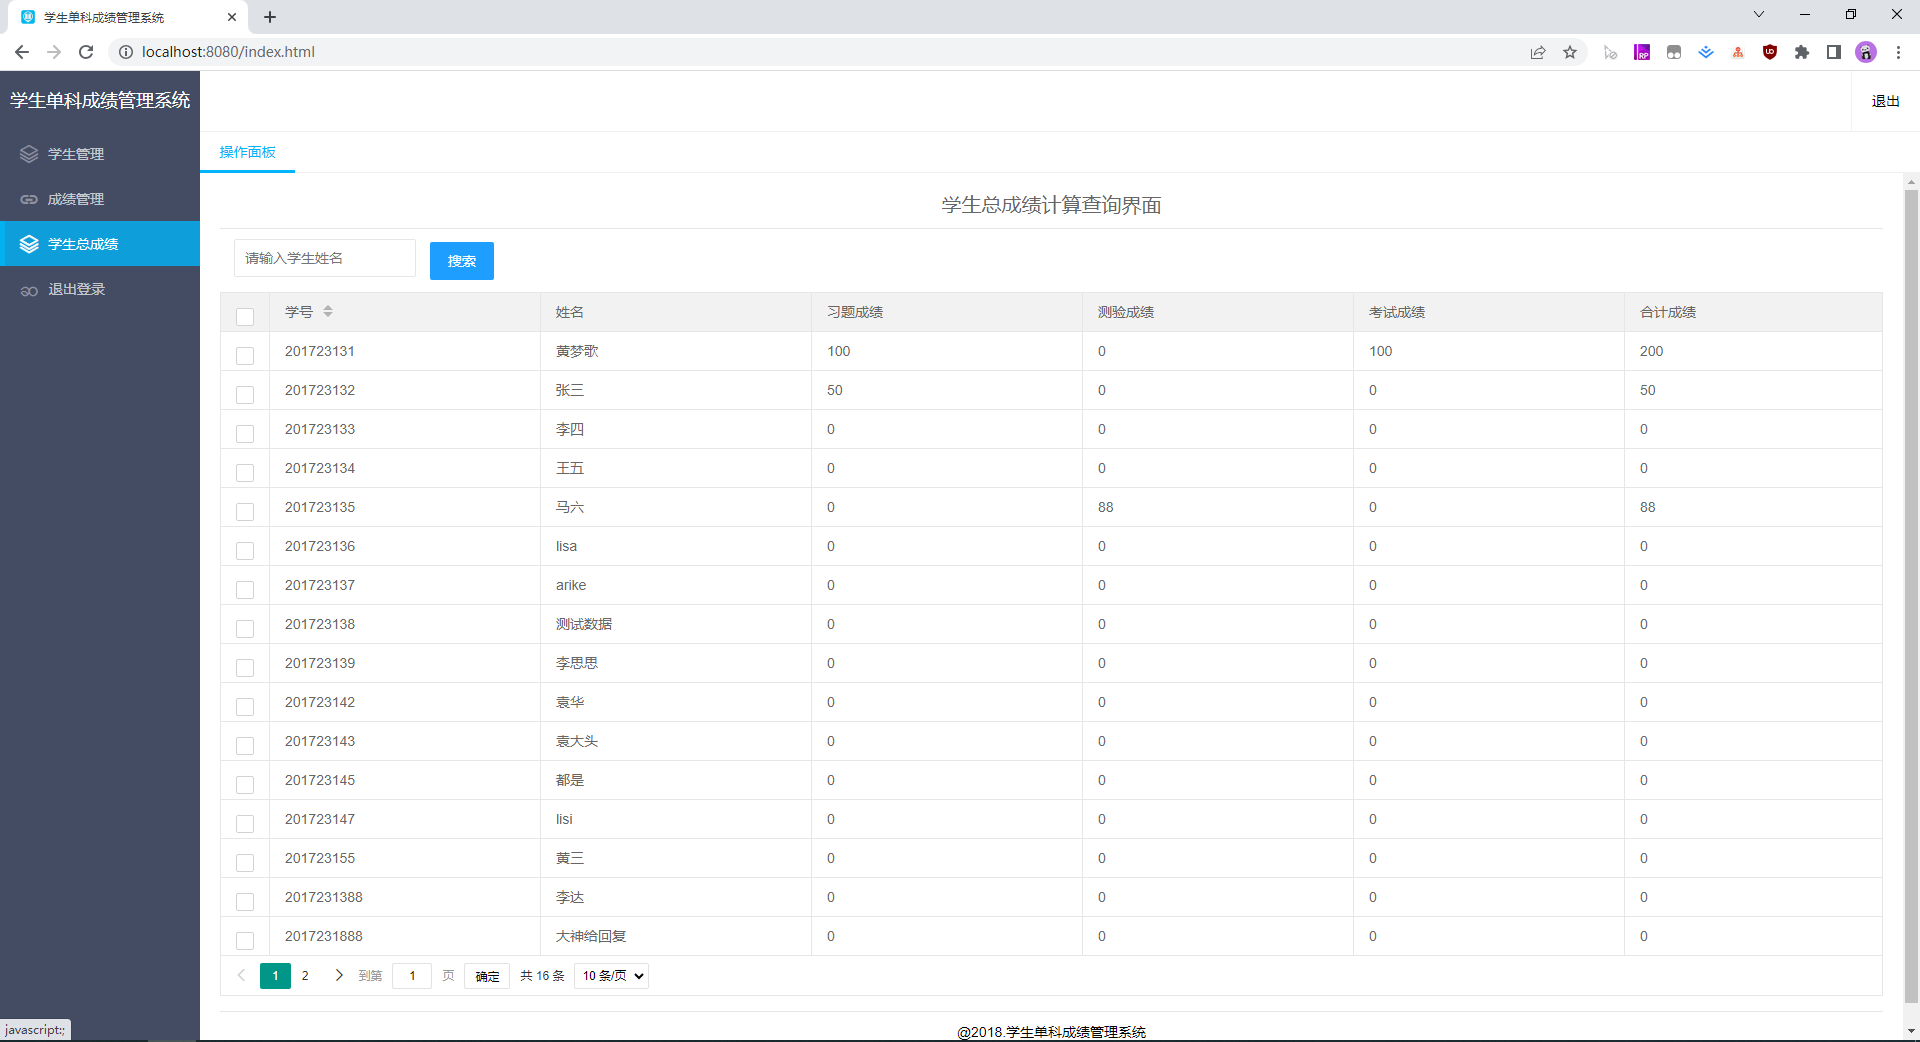 学生单科成绩管理系统
localhost:8080/index.html
学生单科成绩管理系统
退出
学生管理
成绩管理
学生总成绩
退出登录
操作面板
学生总成绩计算查询界面
请输入学生姓名 搜索
学号 姓名 习题成绩 测验成绩 考试成绩 合计成绩
201723131 黄梦歌 100 0 100 200
201723132 张三 50 0 0 50
201723133 李四 0 0 0 0
201723134 王五 0 0 0 0
201723135 马六 0 88 0 88
201723136 lisa 0 0 0 0
201723137 arike 0 0 0 0
201723138 测试数据 0 0 0 0
201723139 李思思 0 0 0 0
201723142 袁华 0 0 0 0
201723143 袁大头 0 0 0 0
201723145 都是 0 0 0 0
201723147 lisi 0 0 0 0
201723155 黄三 0 0 0 0
2017231388 李达 0 0 0 0
2017231888 大神给回复 0 0 0 0
1 2 到第 1 页 确定 共 16 条 10 条/页
javascript:;
@2018.学生单科成绩管理系统